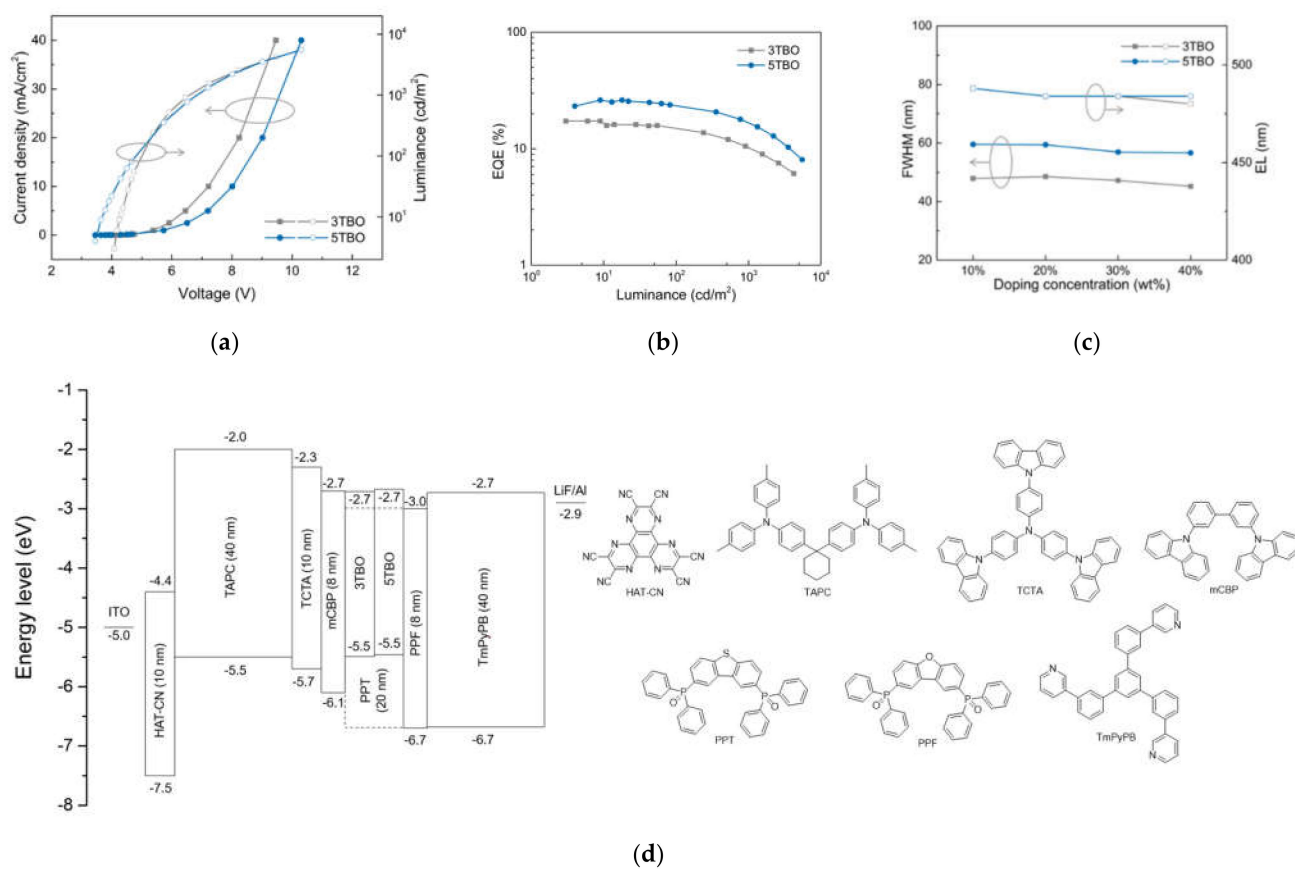 40
30
20
10
0
Current density (mA/cm²)
2 4 6 8 10 12
Voltage (V)
10⁴
10³
10²
10¹
Luminance (cd/m²)
3TBO
5TBO
(a)
100
10
1
EQE (%)
10⁰ 10¹ 10² 10³ 10⁴
Luminance (cd/m²)
3TBO
5TBO
(b)
100
80
60
40
20
FWHM (nm)
10% 20% 30% 40%
Doping concentration (wt%)
500
450
400
EL (nm)
3TBO
5TBO
(c)
Energy level (eV)
-1
-2
-3
-4
-5
-6
-7
-8
ITO
-5.0
-4.4
HAT-CN (10 nm)
-7.5
-2.0
TAPC (40 nm)
-5.5
-2.3
TCTA (10 nm)
-5.7
-2.7
mCBP (8 nm)
-6.1
-2.7
3TBO
-5.5
-2.7
5TBO
-5.5
PPT
(20 nm)
-3.0
PPF (8 nm)
-6.7
-2.7
TmPyPB (40 nm)
-6.7
LiF/Al
-2.9
NC CN
NC N N CN
N N
N N
NC CN
HAT-CN
N N
TAPC
N
N
N N
TCTA
N N
mCBP
S
P P
O O
PPT
O
P P
O O
PPF
N
N
N
TmPyPB
(d)